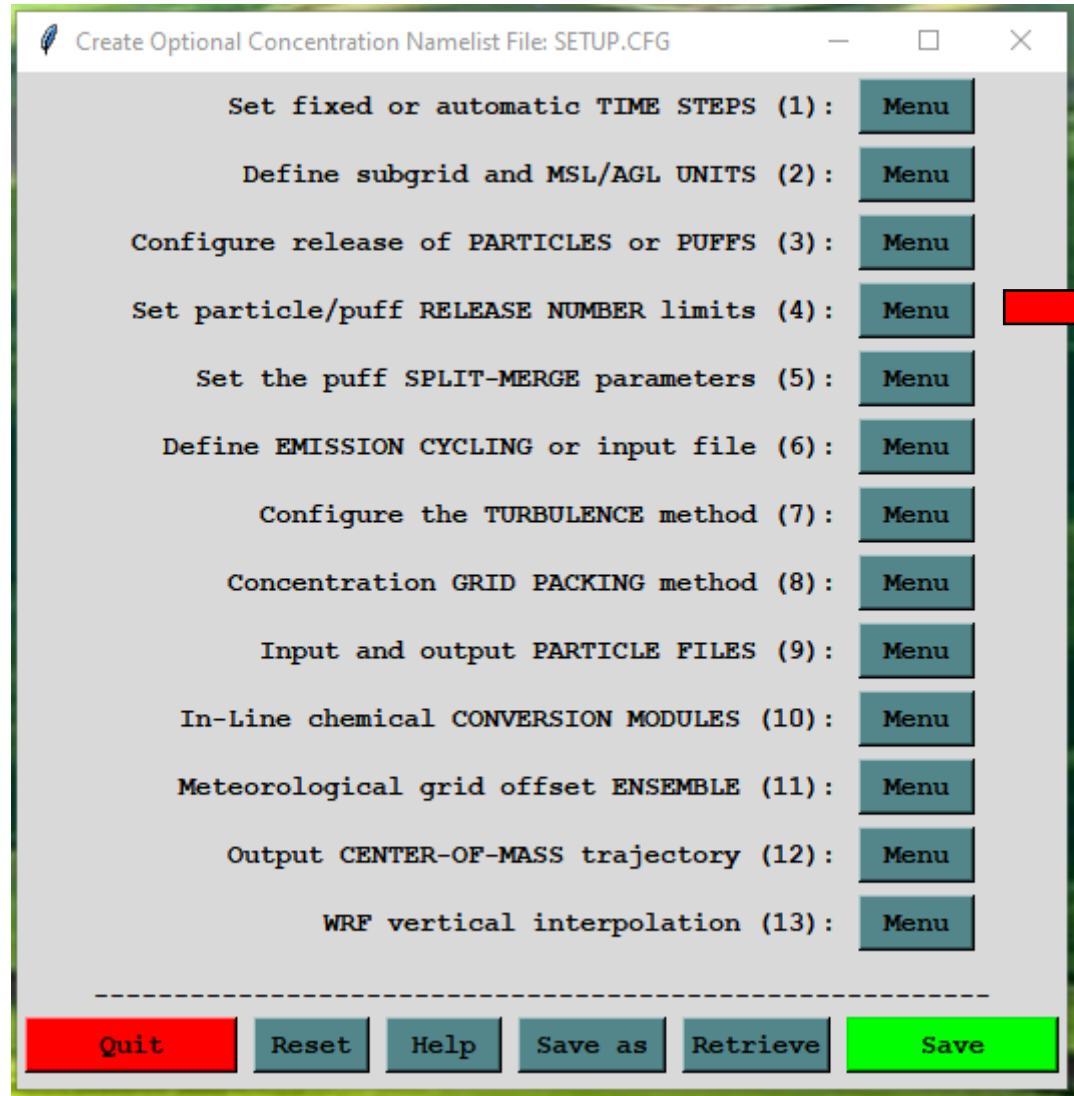 Create Optional Concentration Namelist File: SETUP.CFG
Set fixed or automatic TIME STEPS (1): Menu
Define subgrid and MSL/AGL UNITS (2): Menu
Configure release of PARTICLES or PUFFS (3): Menu
Set particle/puff RELEASE NUMBER limits (4): Menu
Set the puff SPLIT-MERGE parameters (5): Menu
Define EMISSION CYCLING or input file (6): Menu
Configure the TURBULENCE method (7): Menu
Concentration GRID PACKING method (8): Menu
Input and output PARTICLE FILES (9): Menu
In-Line chemical CONVERSION MODULES (10): Menu
Meteorological grid offset ENSEMBLE (11): Menu
Output CENTER-OF-MASS trajectory (12): Menu
WRF vertical interpolation (13): Menu
--------------------------------------------------------
Quit Reset Help Save as Retrieve Save